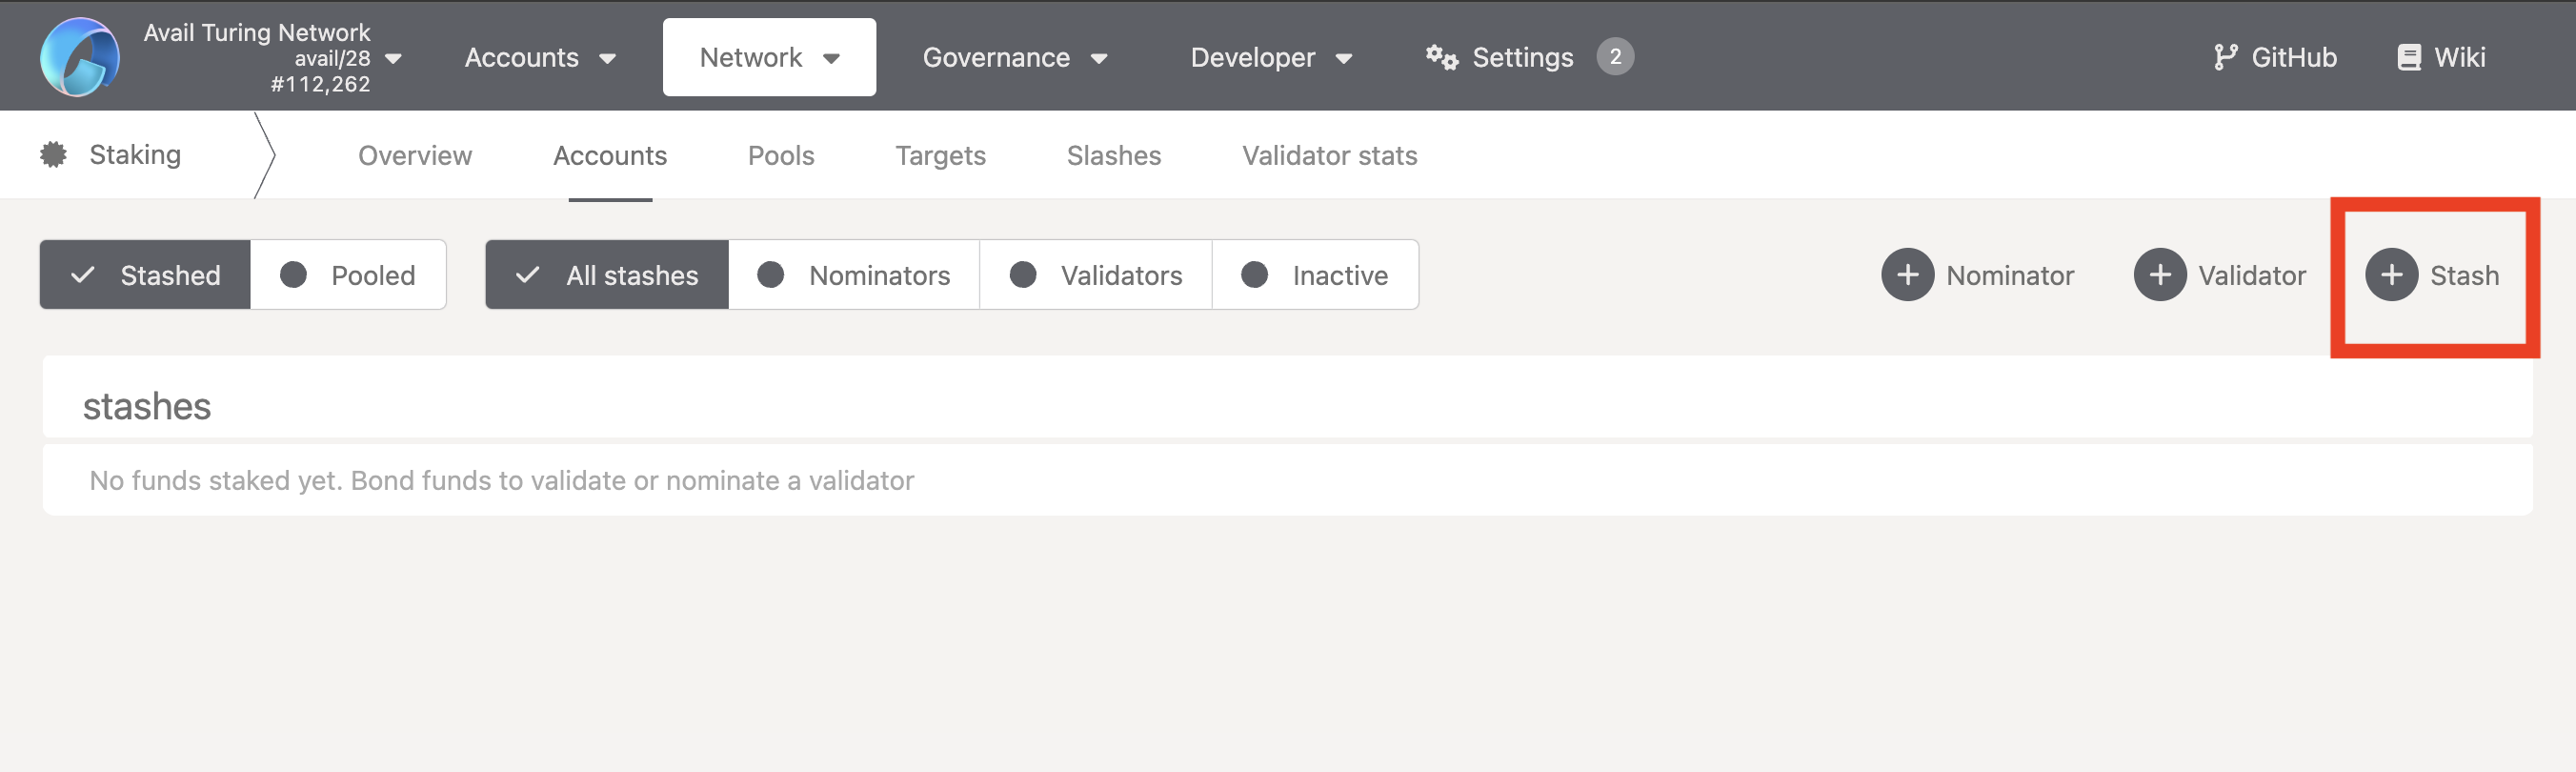 Avail Turing Network
avail/28
#112,262
Accounts
Network
Governance
Developer
Settings 2
GitHub
Wiki
Staking
Overview
Accounts
Pools
Targets
Slashes
Validator stats
Stashed
Pooled
All stashes
Nominators
Validators
Inactive
Nominator
Validator
Stash
stashes
No funds staked yet. Bond funds to validate or nominate a validator